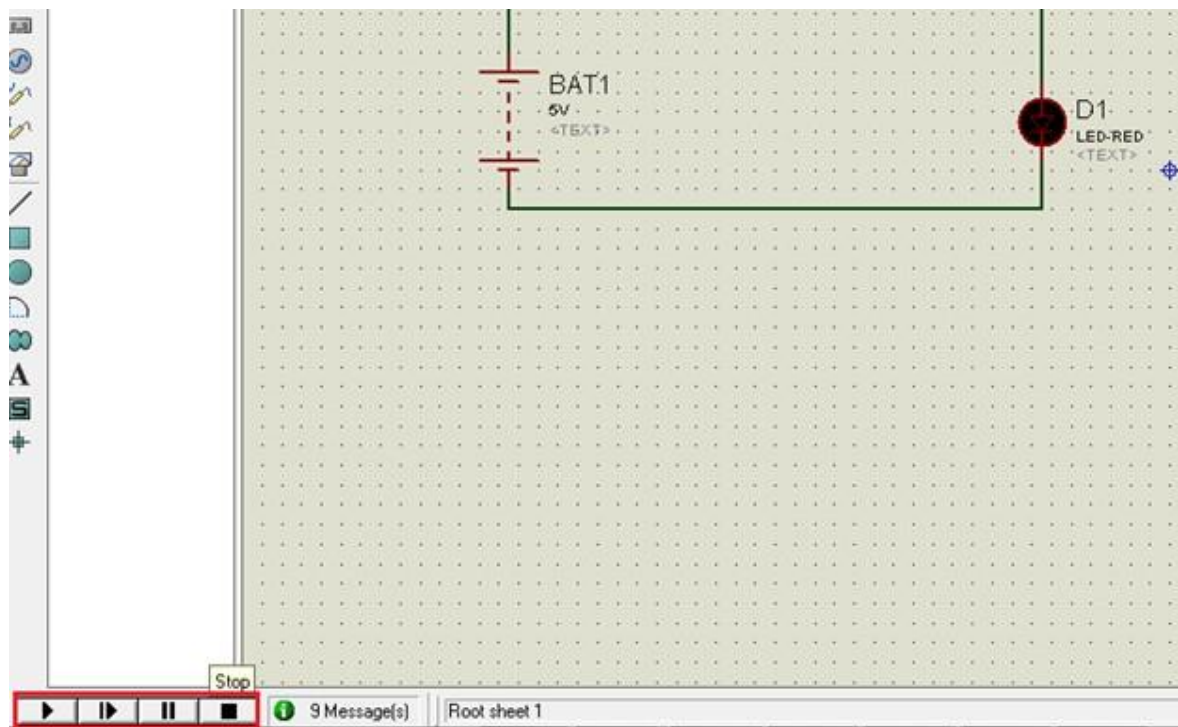 BAT1
5V
<TEXT>
D1
LED-RED
<TEXT>
A
S
Stop
9 Message(s)
Root sheet 1